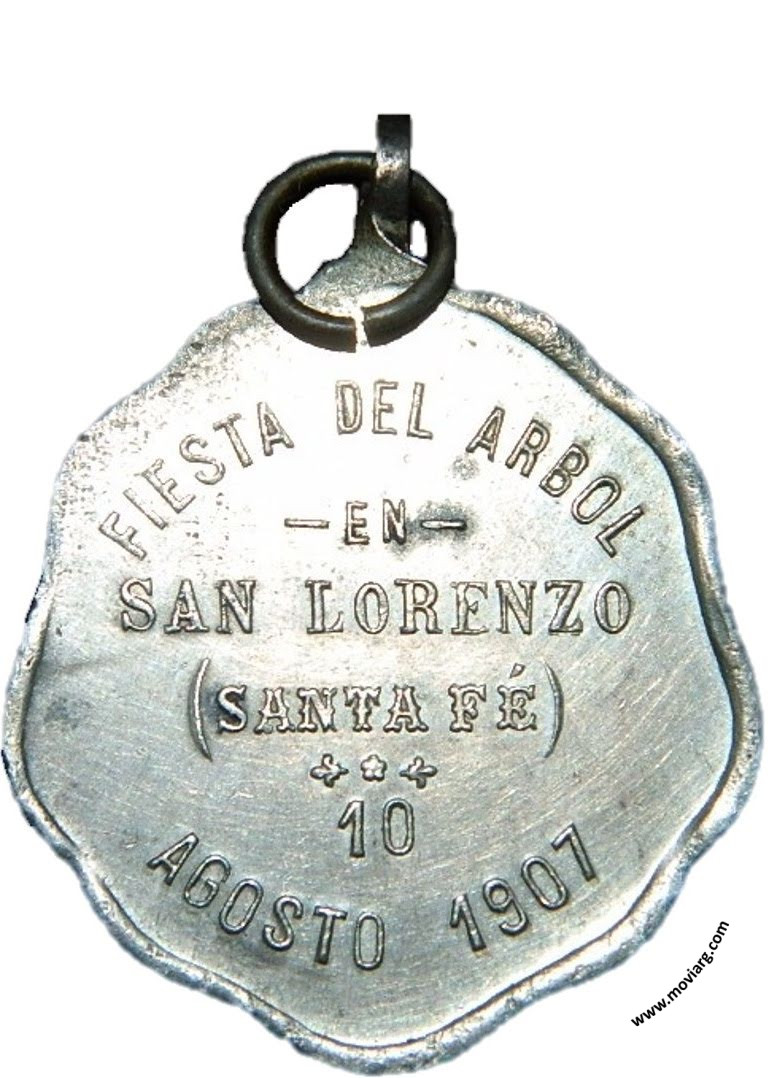 FIESTA DEL ARBOL
— EN —
SAN LORENZO
(SANTA FÉ)
10
AGOSTO 1907
www.moviarg.com